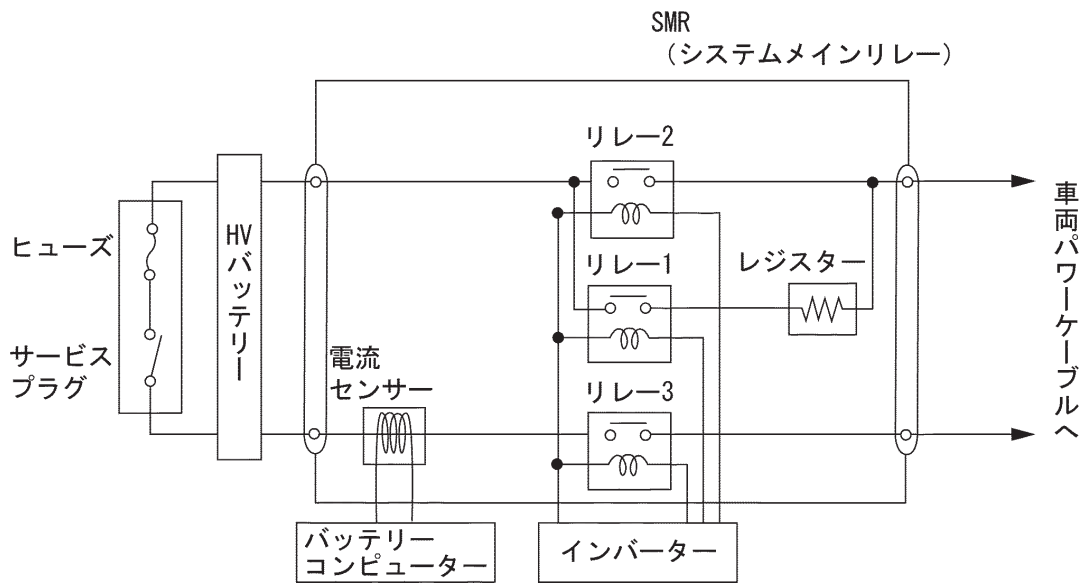 SMR
（システムメインリレー）
リレー2
ヒューズ
HVバッテリー
リレー1
レジスター
車両パワーケーブルへ
サービス
プラグ
電流
センサー
リレー3
バッテリー
コンピューター
インバーター